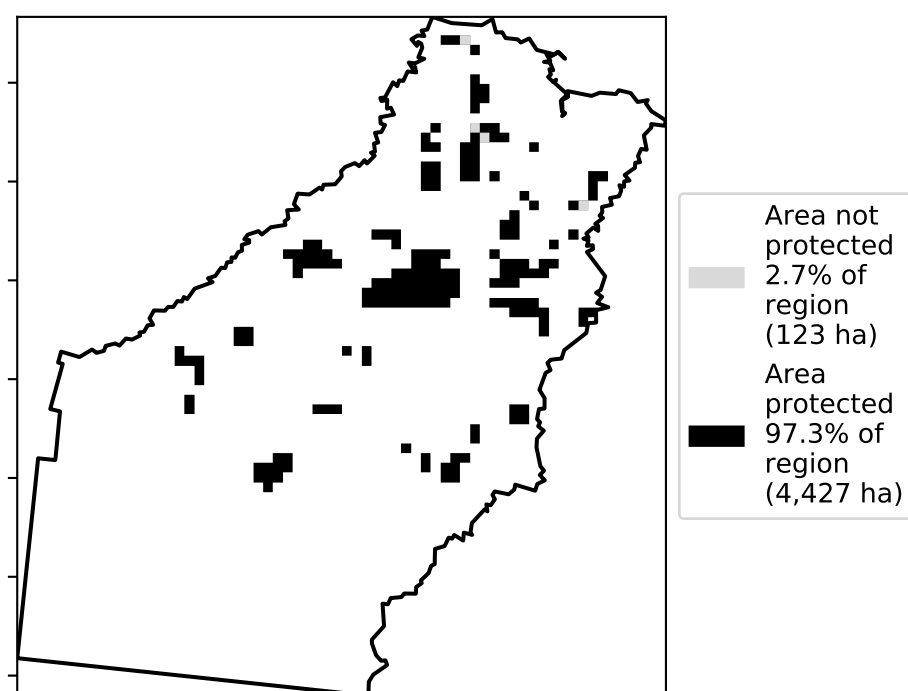 Area not
protected
2.7% of
region
(123 ha)
Area
protected
97.3% of
region
(4,427 ha)